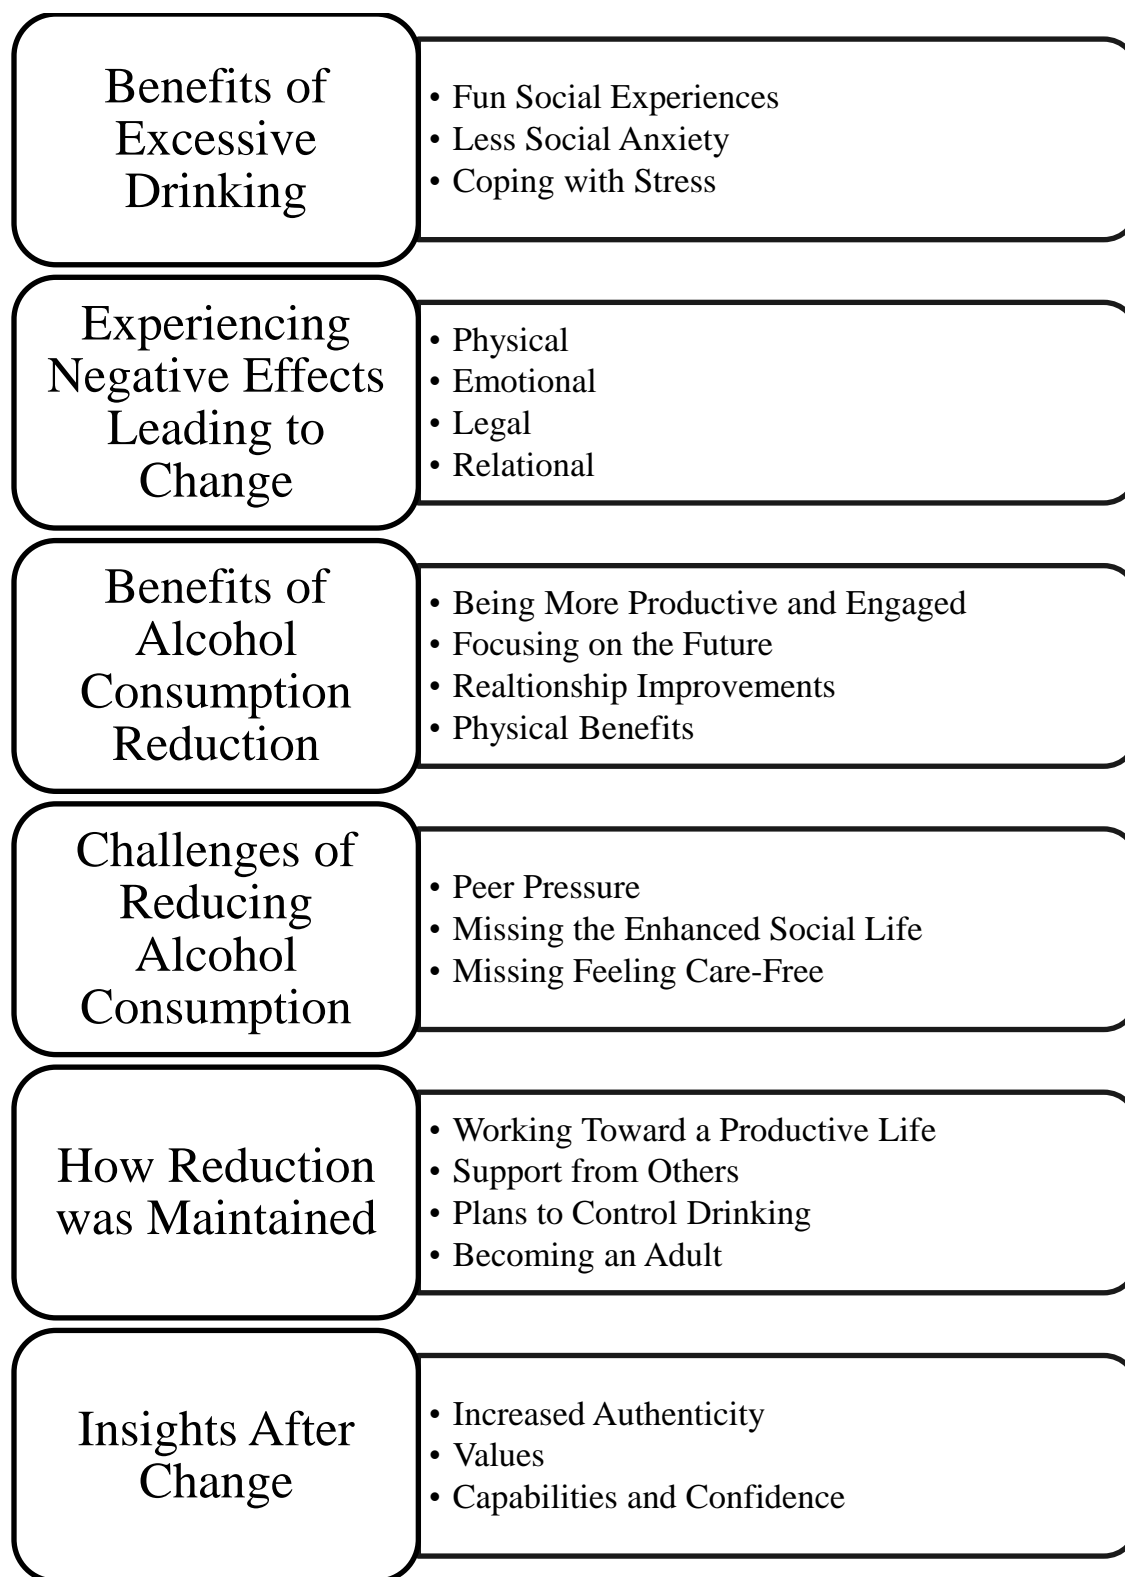 Benefits of
Excessive
Drinking
• Fun Social Experiences
• Less Social Anxiety
• Coping with Stress
Experiencing
Negative Effects
Leading to
Change
• Physical
• Emotional
• Legal
• Relational
Benefits of
Alcohol
Consumption
Reduction
• Being More Productive and Engaged
• Focusing on the Future
• Realtionship Improvements
• Physical Benefits
Challenges of
Reducing
Alcohol
Consumption
• Peer Pressure
• Missing the Enhanced Social Life
• Missing Feeling Care-Free
How Reduction
was Maintained
• Working Toward a Productive Life
• Support from Others
• Plans to Control Drinking
• Becoming an Adult
Insights After
Change
• Increased Authenticity
• Values
• Capabilities and Confidence